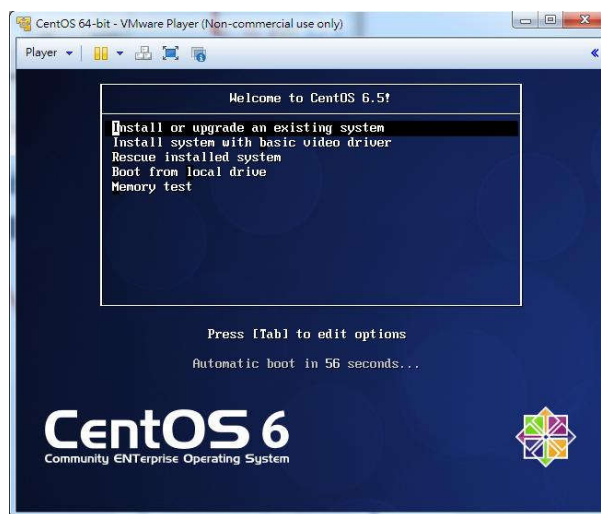 CentOS 64-bit - VMware Player (Non-commercial use only)
Player
Welcome to CentOS 6.5!
Install or upgrade an existing system
Install system with basic video driver
Rescue installed system
Boot from local drive
Memory test
Press [Tab] to edit options
Automatic boot in 56 seconds...
CentOS 6
Community ENTerprise Operating System